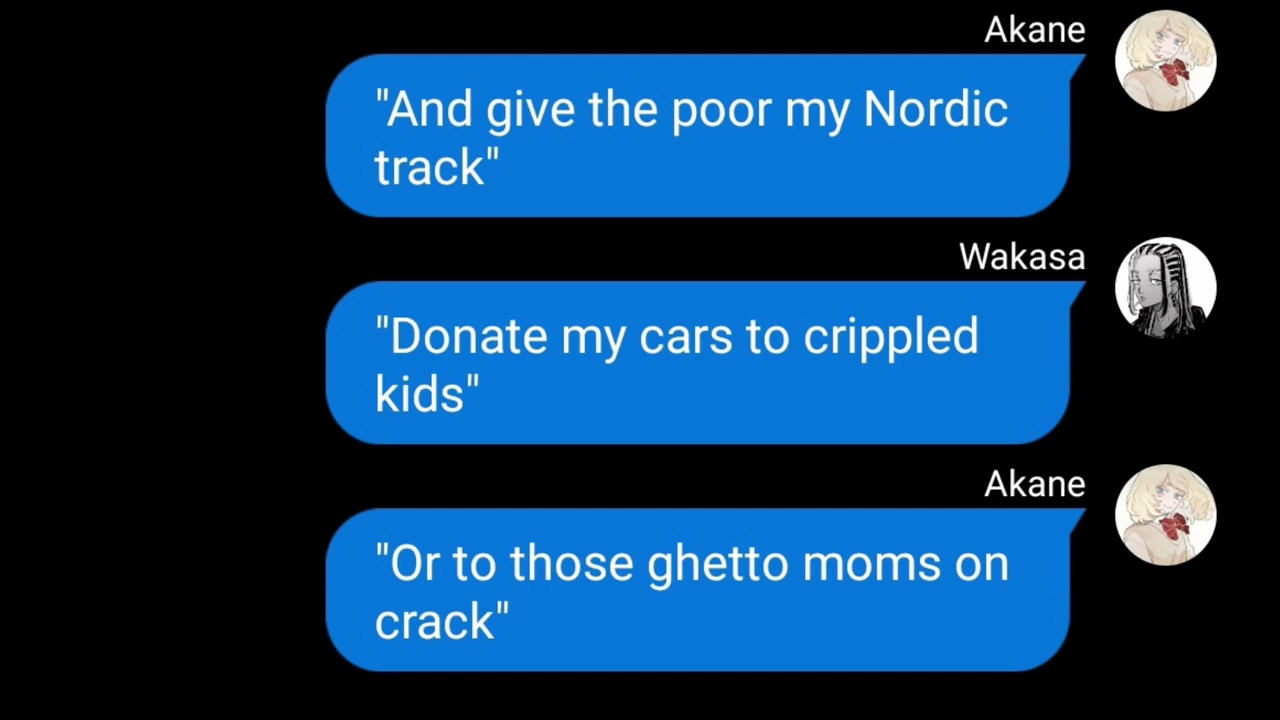 Akane
"And give the poor my Nordic
track"
Wakasa
"Donate my cars to crippled
kids"
Akane
"Or to those ghetto moms on
crack"